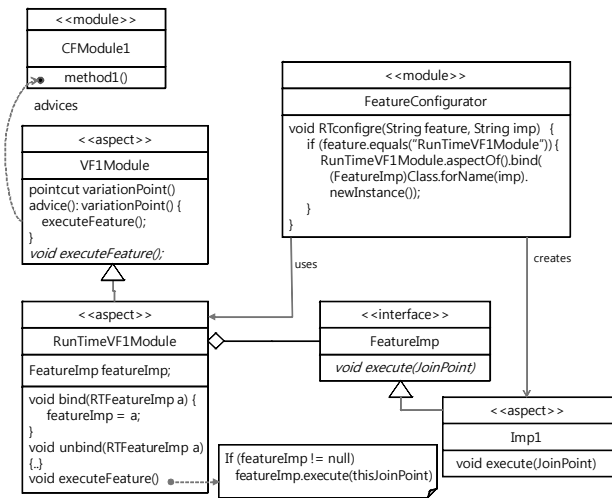 <<module>>
CFModule1
method1()
advices
<<aspect>>
VF1Module
pointcut variationPoint()
advice(): variationPoint() {
executeFeature();
}
void executeFeature();
<<module>>
FeatureConfigurator
void RTconfigre(String feature, String imp) {
if (feature.equals("RunTimeVF1Module")) {
RunTimeVF1Module.aspectOf().bind(
(FeatureImp)Class.forName(imp).
newInstance());
}
}
uses
creates
<<aspect>>
RunTimeVF1Module
FeatureImp featureImp;
void bind(RTFeatureImp a) {
featureImp = a;
}
void unbind(RTFeatureImp a)
{..}
void executeFeature()
<<interface>>
FeatureImp
void execute(JoinPoint)
<<aspect>>
Imp1
void execute(JoinPoint)
If (featureImp != null)
featureImp.execute(thisJoinPoint)